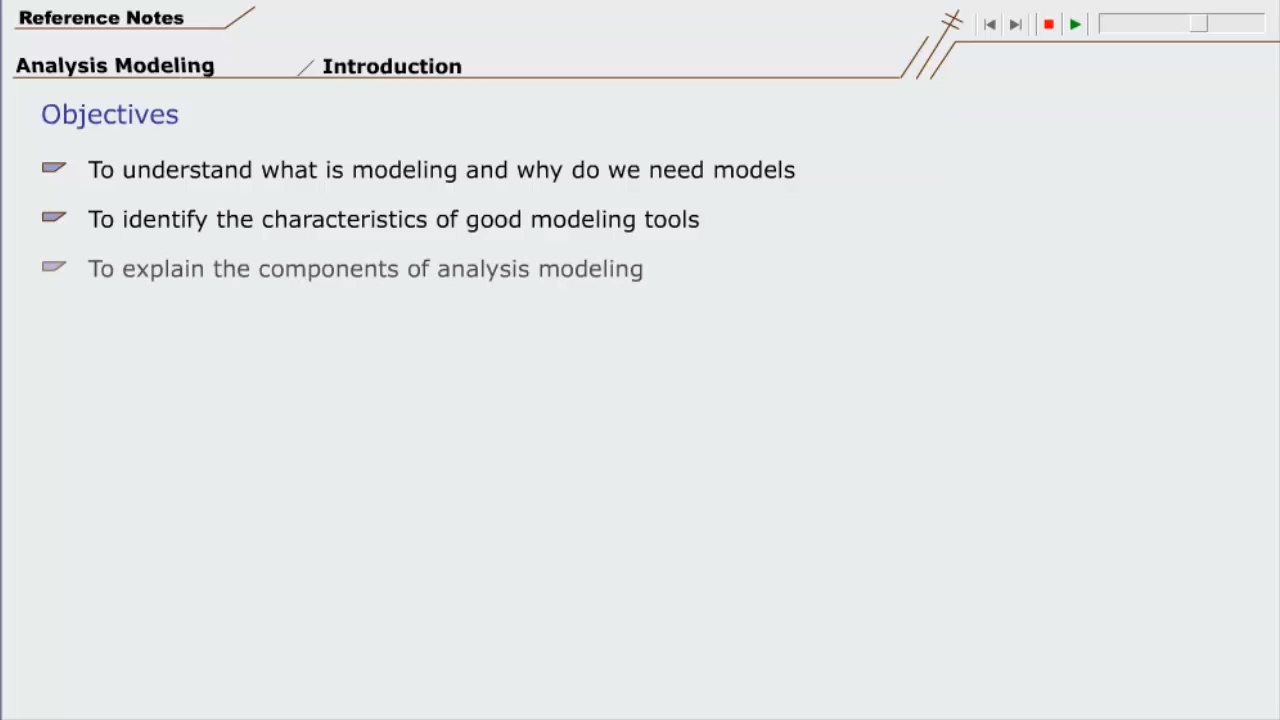 Reference Notes
Analysis Modeling / Introduction
Objectives
To understand what is modeling and why do we need models
To identify the characteristics of good modeling tools
To explain the components of analysis modeling